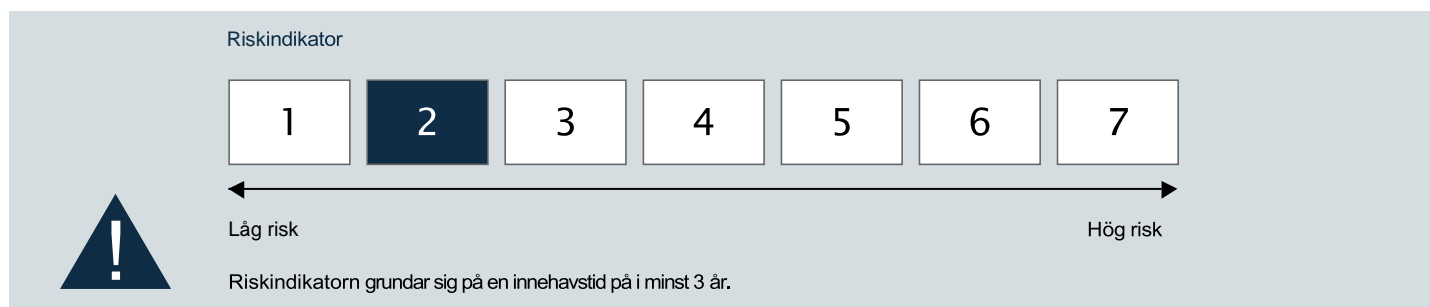 Riskindikator
1 2 3 4 5 6 7
Låg risk Hög risk
!
Riskindikatorn grundar sig på en innehavstid på i minst 3 år.